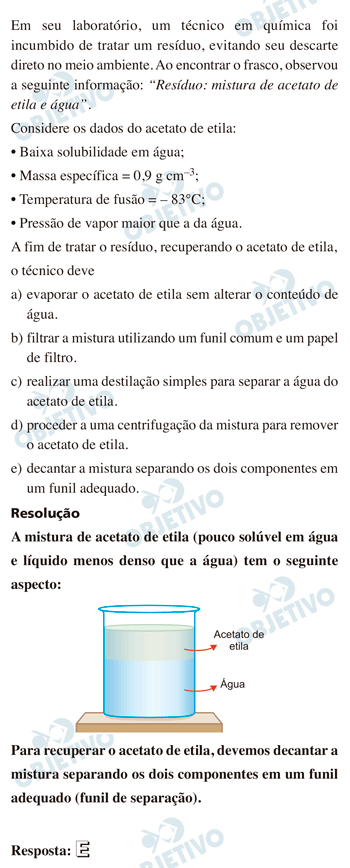 Em seu laboratório, um técnico em química foi
incumbido de tratar um resíduo, evitando seu descarte
direto no meio ambiente. Ao encontrar o frasco, observou
a seguinte informação: “Resíduo: mistura de acetato de
etila e água”.
Considere os dados do acetato de etila:
• Baixa solubilidade em água;
• Massa específica = 0,9 g cm⁻³;
• Temperatura de fusão = – 83°C;
• Pressão de vapor maior que a da água.
A fim de tratar o resíduo, recuperando o acetato de etila,
o técnico deve
a) evaporar o acetato de etila sem alterar o conteúdo de
água.
b) filtrar a mistura utilizando um funil comum e um papel
de filtro.
c) realizar uma destilação simples para separar a água do
acetato de etila.
d) proceder a uma centrifugação da mistura para remover
o acetato de etila.
e) decantar a mistura separando os dois componentes em
um funil adequado.
Resolução
A mistura de acetato de etila (pouco solúvel em água
e líquido menos denso que a água) tem o seguinte
aspecto:
Acetato de
etila
Água
Para recuperar o acetato de etila, devemos decantar a
mistura separando os dois componentes em um funil
adequado (funil de separação).
Resposta: E
OBJETIVO
OBJETIVO
OBJETIVO
OBJETIVO
OBJETIVO
OBJETIVO
OBJETIVO
OBJETIVO
OBJETIVO
OBJETIVO